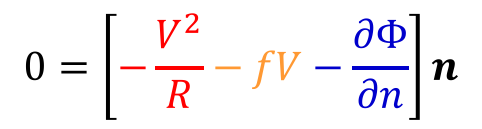 0 = [ − V²/R − fV − ∂Φ/∂n ] n